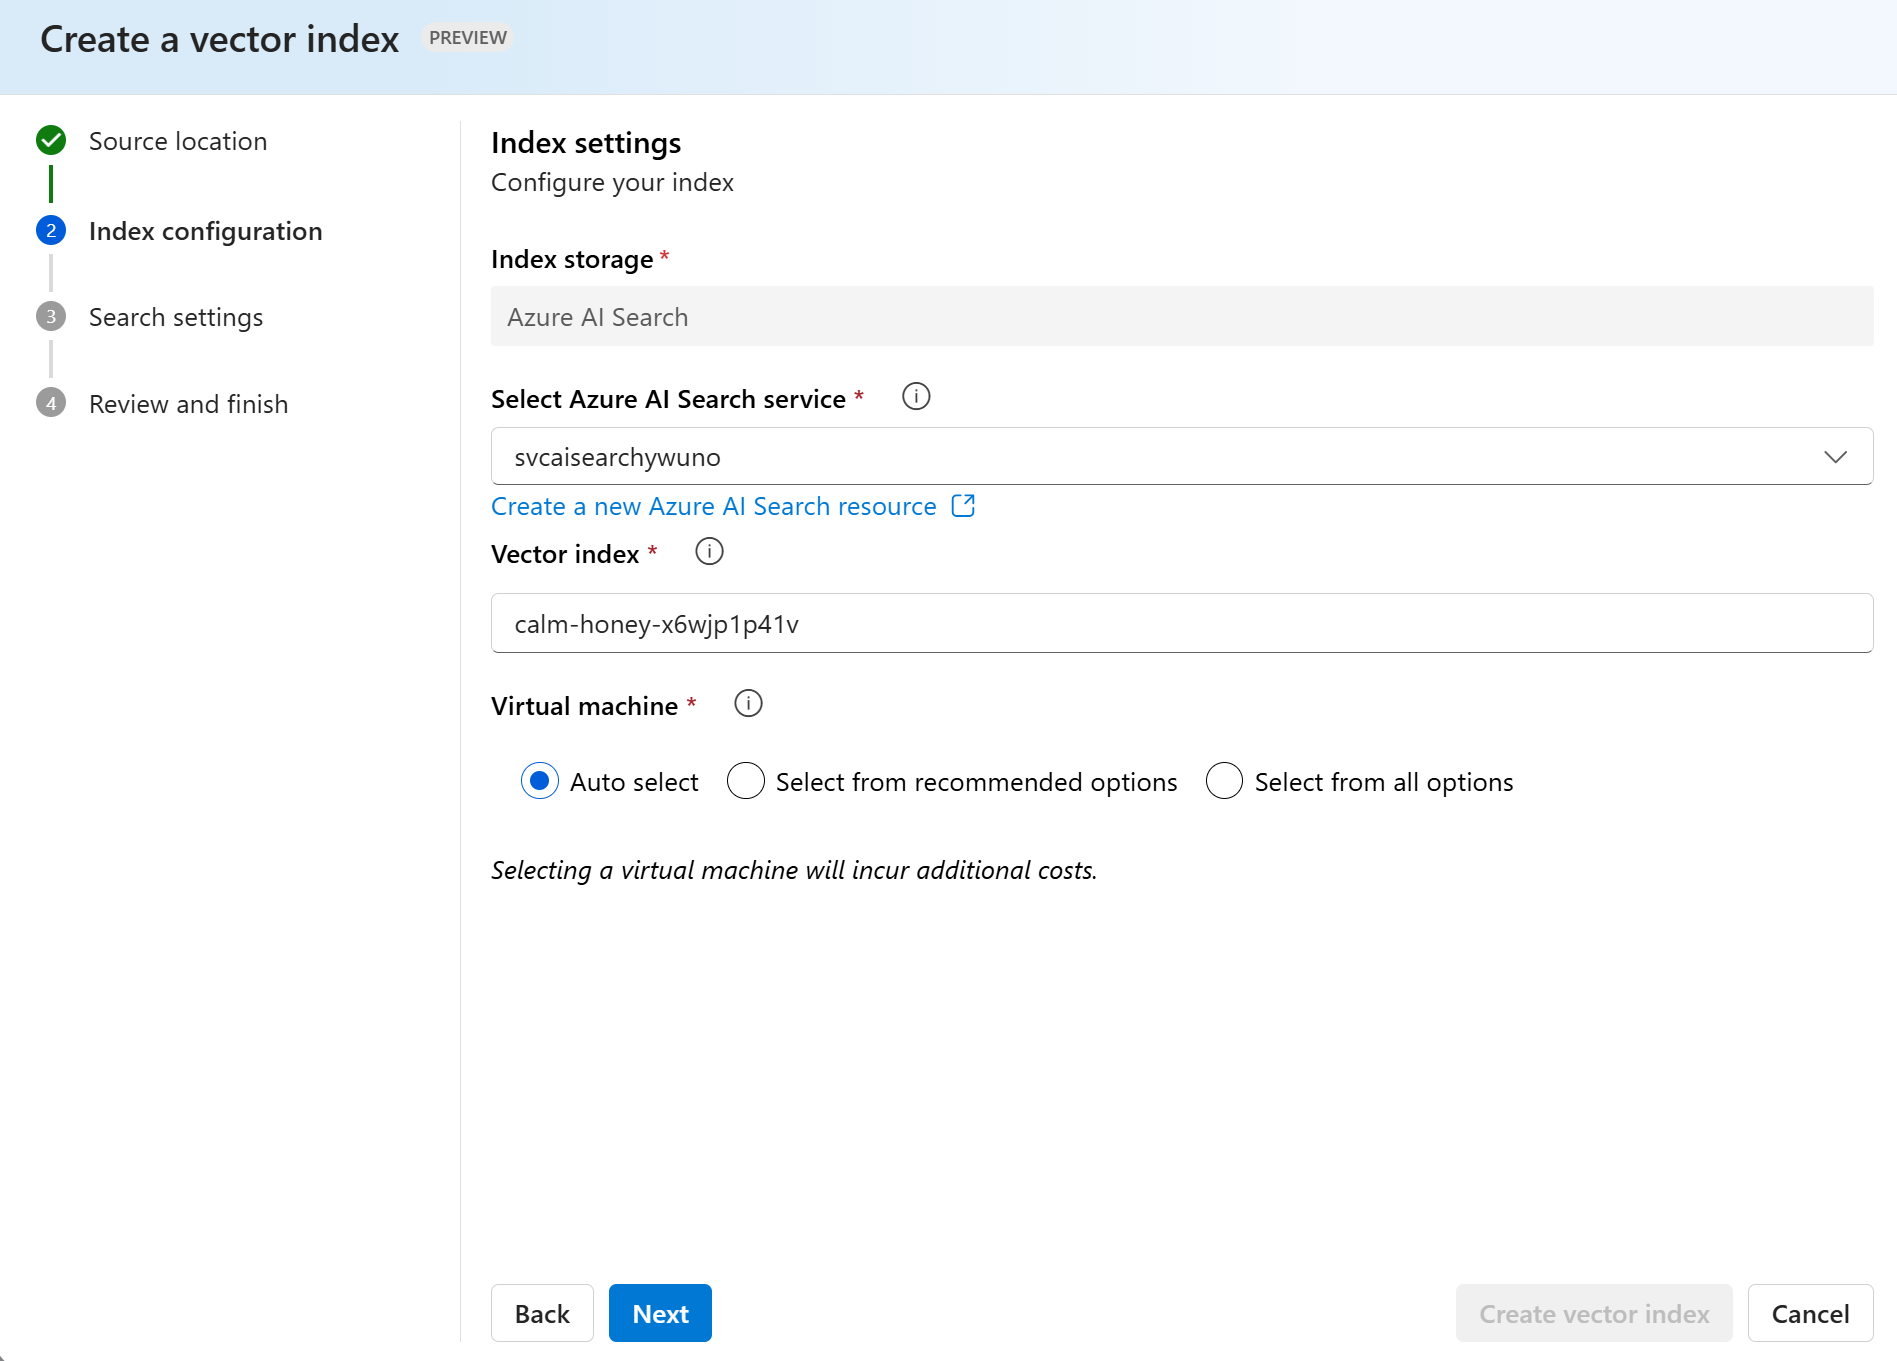 Create a vector index PREVIEW
Source location
2 Index configuration
3 Search settings
4 Review and finish
Index settings
Configure your index
Index storage *
Azure AI Search
Select Azure AI Search service *
svcaisearchywuno
Create a new Azure AI Search resource
Vector index *
calm-honey-x6wjp1p41v
Virtual machine *
Auto select Select from recommended options Select from all options
Selecting a virtual machine will incur additional costs.
Back Next Create vector index Cancel